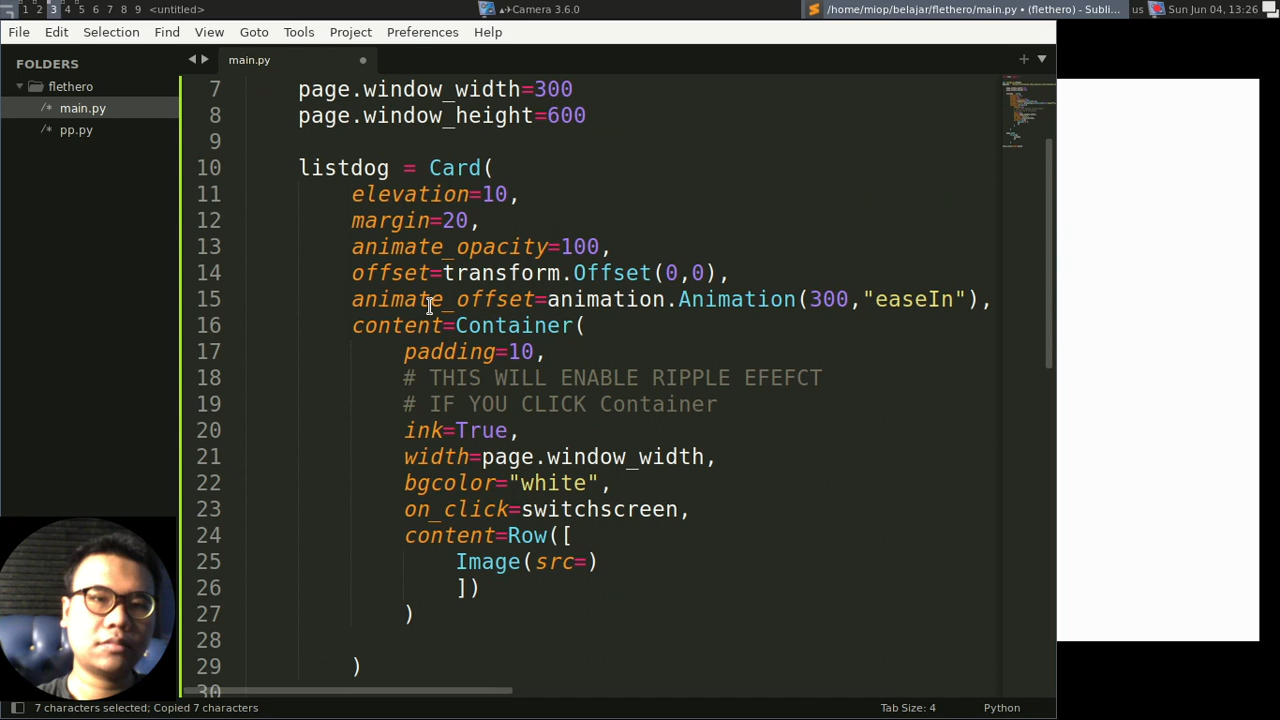 1 2 3 4 5 6 7 8 9 <untitled> Camera 3.6.0 /home/miop/belajar/flethero/main.py • (flethero) - Subli... us Sun Jun 04, 13:26
File Edit Selection Find View Goto Tools Project Preferences Help
FOLDERS
flethero
/* main.py
/* pp.py
main.py
7 page.window_width=300
8 page.window_height=600
9
10 listdog = Card(
11 elevation=10,
12 margin=20,
13 animate_opacity=100,
14 offset=transform.Offset(0,0),
15 animate_offset=animation.Animation(300,"easeIn"),
16 content=Container(
17 padding=10,
18 # THIS WILL ENABLE RIPPLE EFEFCT
19 # IF YOU CLICK Container
20 ink=True,
21 width=page.window_width,
22 bgcolor="white",
23 on_click=switchscreen,
24 content=Row([
25 Image(src=)
26 ])
27 )
28
29 )
30
7 characters selected; Copied 7 characters Tab Size: 4 Python